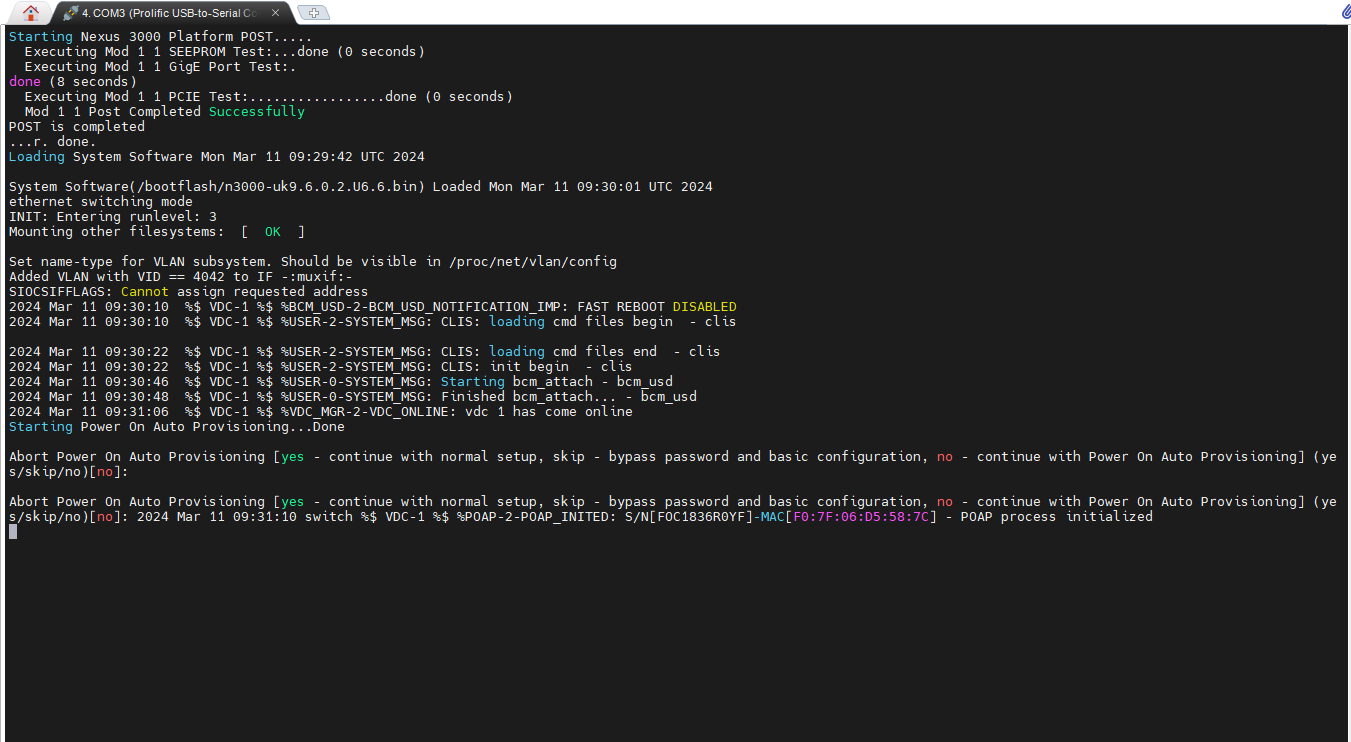 4. COM3 (Prolific USB-to-Serial Co
Starting Nexus 3000 Platform POST.....
  Executing Mod 1 1 SEEPROM Test:...done (0 seconds)
  Executing Mod 1 1 GigE Port Test:.
done (8 seconds)
  Executing Mod 1 1 PCIE Test:.................done (0 seconds)
  Mod 1 1 Post Completed Successfully
POST is completed
...r. done.
Loading System Software Mon Mar 11 09:29:42 UTC 2024
System Software(/bootflash/n3000-uk9.6.0.2.U6.6.bin) Loaded Mon Mar 11 09:30:01 UTC 2024
ethernet switching mode
INIT: Entering runlevel: 3
Mounting other filesystems:  [  OK  ]
Set name-type for VLAN subsystem. Should be visible in /proc/net/vlan/config
Added VLAN with VID == 4042 to IF -:muxif:-
SIOCSIFFLAGS: Cannot assign requested address
2024 Mar 11 09:30:10  %$ VDC-1 %$ %BCM_USD-2-BCM_USD_NOTIFICATION_IMP: FAST REBOOT DISABLED
2024 Mar 11 09:30:10  %$ VDC-1 %$ %USER-2-SYSTEM_MSG: CLIS: loading cmd files begin  - clis
2024 Mar 11 09:30:22  %$ VDC-1 %$ %USER-2-SYSTEM_MSG: CLIS: loading cmd files end  - clis
2024 Mar 11 09:30:22  %$ VDC-1 %$ %USER-2-SYSTEM_MSG: CLIS: init begin  - clis
2024 Mar 11 09:30:46  %$ VDC-1 %$ %USER-0-SYSTEM_MSG: Starting bcm_attach - bcm_usd
2024 Mar 11 09:30:48  %$ VDC-1 %$ %USER-0-SYSTEM_MSG: Finished bcm_attach... - bcm_usd
2024 Mar 11 09:31:06  %$ VDC-1 %$ %VDC_MGR-2-VDC_ONLINE: vdc 1 has come online
Starting Power On Auto Provisioning...Done
Abort Power On Auto Provisioning [yes - continue with normal setup, skip - bypass password and basic configuration, no - continue with Power On Auto Provisioning] (ye
s/skip/no)[no]:
Abort Power On Auto Provisioning [yes - continue with normal setup, skip - bypass password and basic configuration, no - continue with Power On Auto Provisioning] (ye
s/skip/no)[no]: 2024 Mar 11 09:31:10 switch %$ VDC-1 %$ %POAP-2-POAP_INITED: S/N[FOC1836R0YF]-MAC[F0:7F:06:D5:58:7C] - POAP process initialized